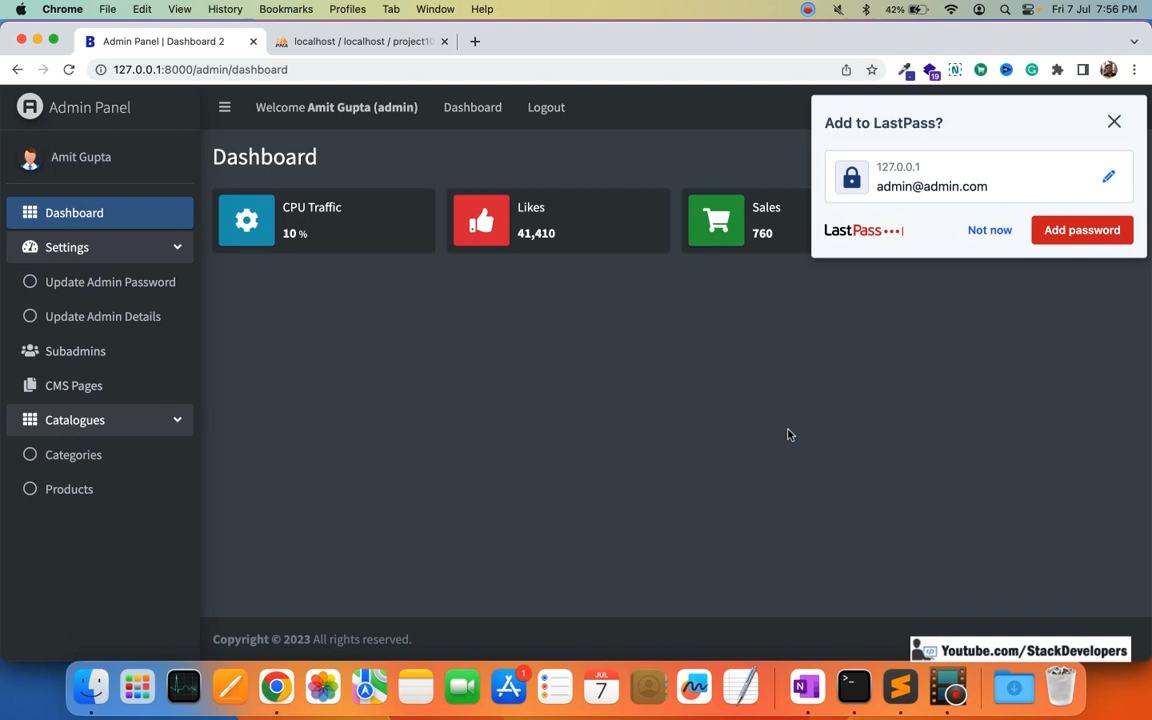 Chrome File Edit View History Bookmarks Profiles Tab Window Help
42% Fri 7 Jul 7:56 PM
Admin Panel | Dashboard 2
localhost / localhost / project10
127.0.0.1:8000/admin/dashboard
19
Admin Panel
Welcome Amit Gupta (admin) Dashboard Logout
Amit Gupta
Dashboard
Settings
Update Admin Password
Update Admin Details
Subadmins
CMS Pages
Catalogues
Categories
Products
Dashboard
CPU Traffic
10 %
Likes
41,410
Sales
760
Add to LastPass?
127.0.0.1
admin@admin.com
LastPass
Not now
Add password
Copyright © 2023 All rights reserved.
Youtube.com/StackDevelopers
JUL
7
1